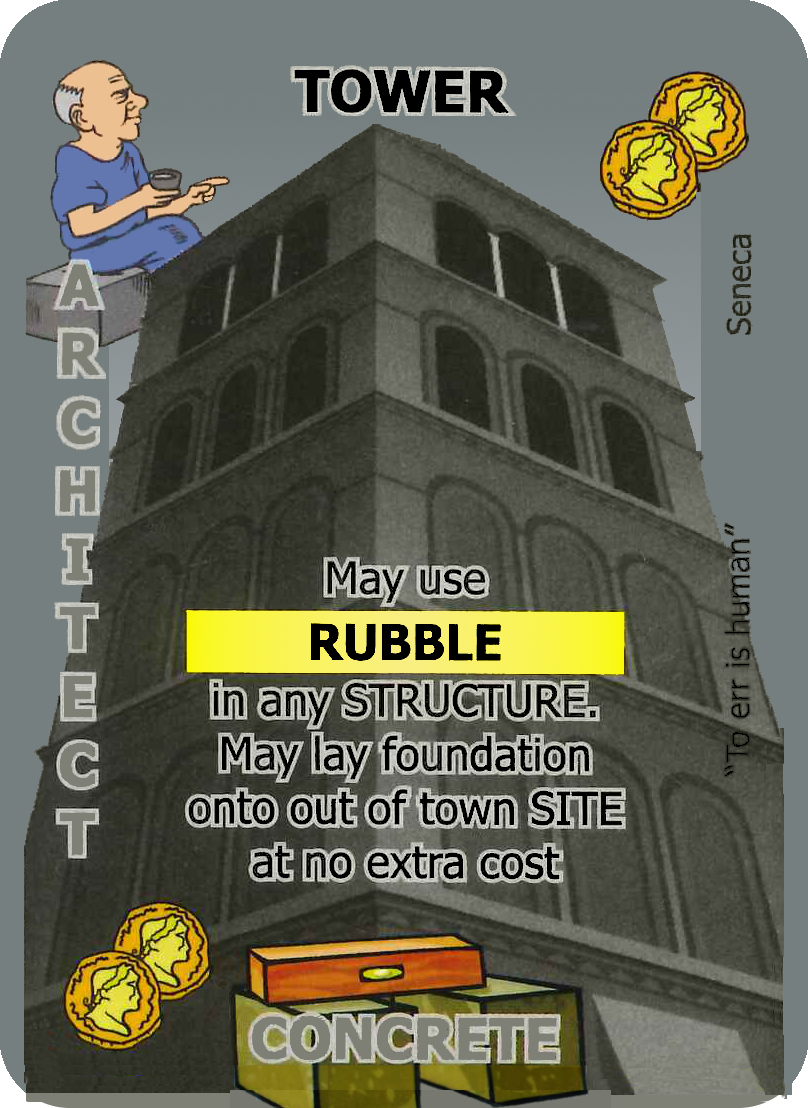 TOWER
ARCHITECT
Seneca
“To err is human”
May use
RUBBLE
in any STRUCTURE.
May lay foundation
onto out of town SITE
at no extra cost
CONCRETE